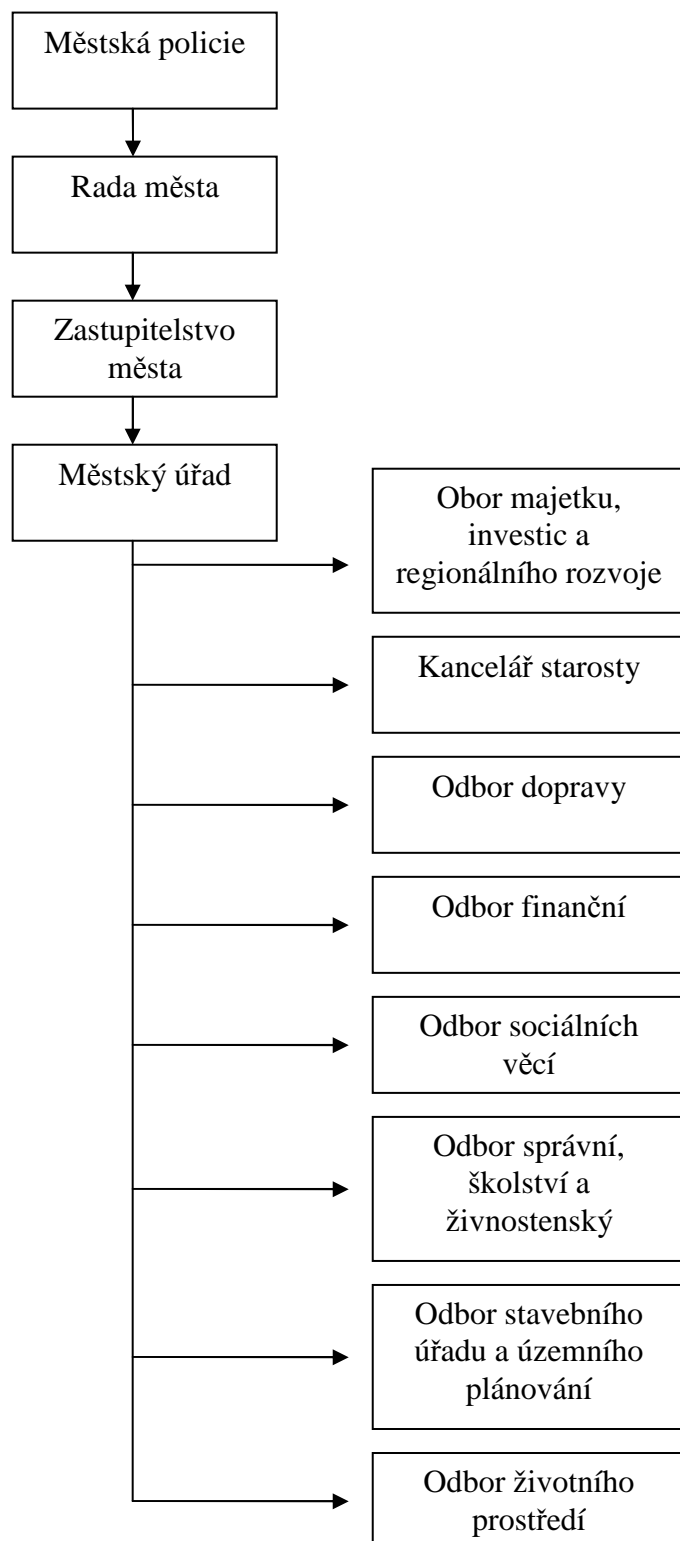 Městská policie
Rada města
Zastupitelstvo
města
Městský úřad
Obor majetku,
investic a
regionálního rozvoje
Kancelář starosty
Odbor dopravy
Odbor finanční
Odbor sociálních
věcí
Odbor správní,
školství a
živnostenský
Odbor stavebního
úřadu a územního
plánování
Odbor životního
prostředí